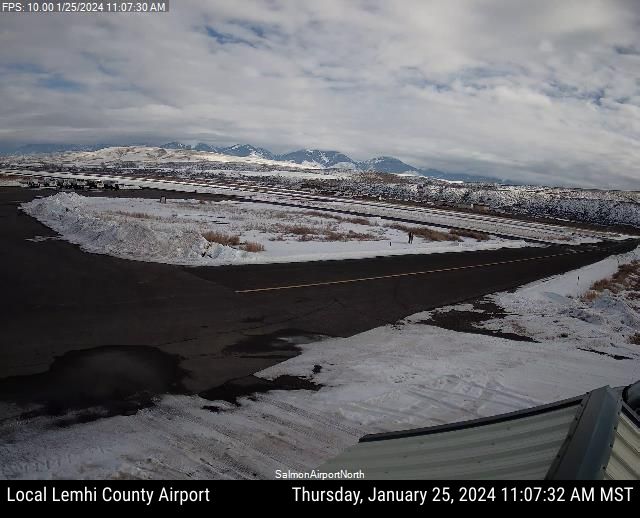 FPS: 10.00 1/25/2024 11:07:30 AM
SalmonAirportNorth
Local Lemhi County Airport Thursday, January 25, 2024 11:07:32 AM MST